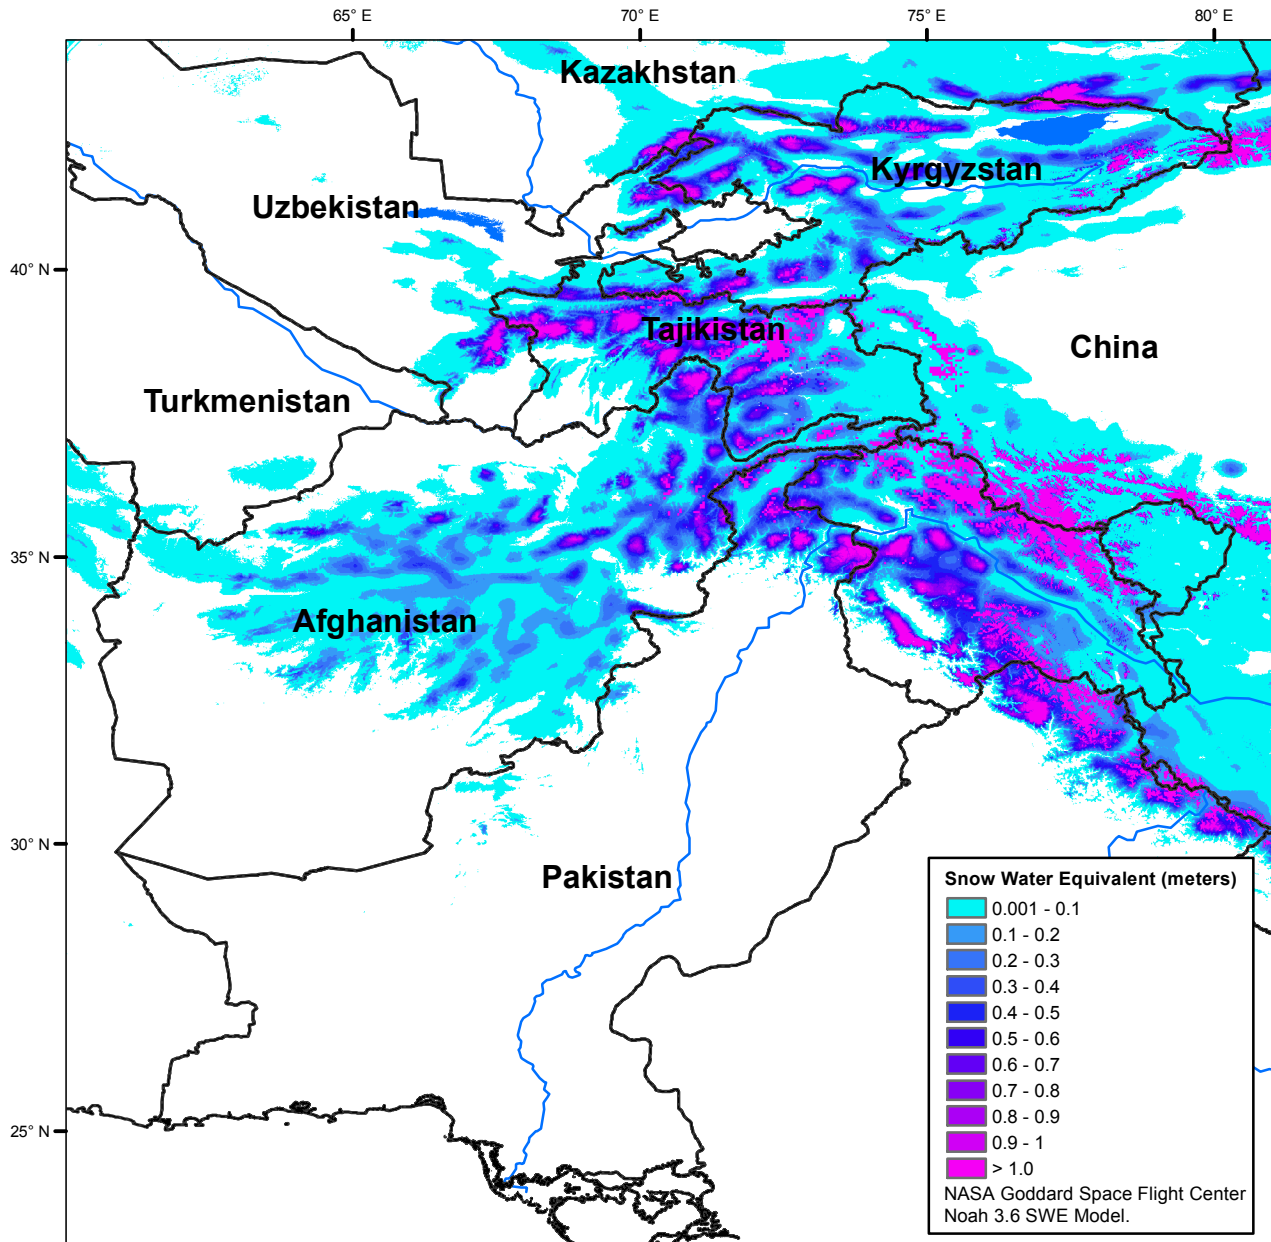 65° E
70° E
75° E
80° E
Kazakhstan
Kyrgyzstan
Uzbekistan
40° N
Tajikistan
China
Turkmenistan
35° N
Afghanistan
30° N
Pakistan
25° N
Snow Water Equivalent (meters)
0.001 - 0.1
0.1 - 0.2
0.2 - 0.3
0.3 - 0.4
0.4 - 0.5
0.5 - 0.6
0.6 - 0.7
0.7 - 0.8
0.8 - 0.9
0.9 - 1
> 1.0
NASA Goddard Space Flight Center
Noah 3.6 SWE Model.